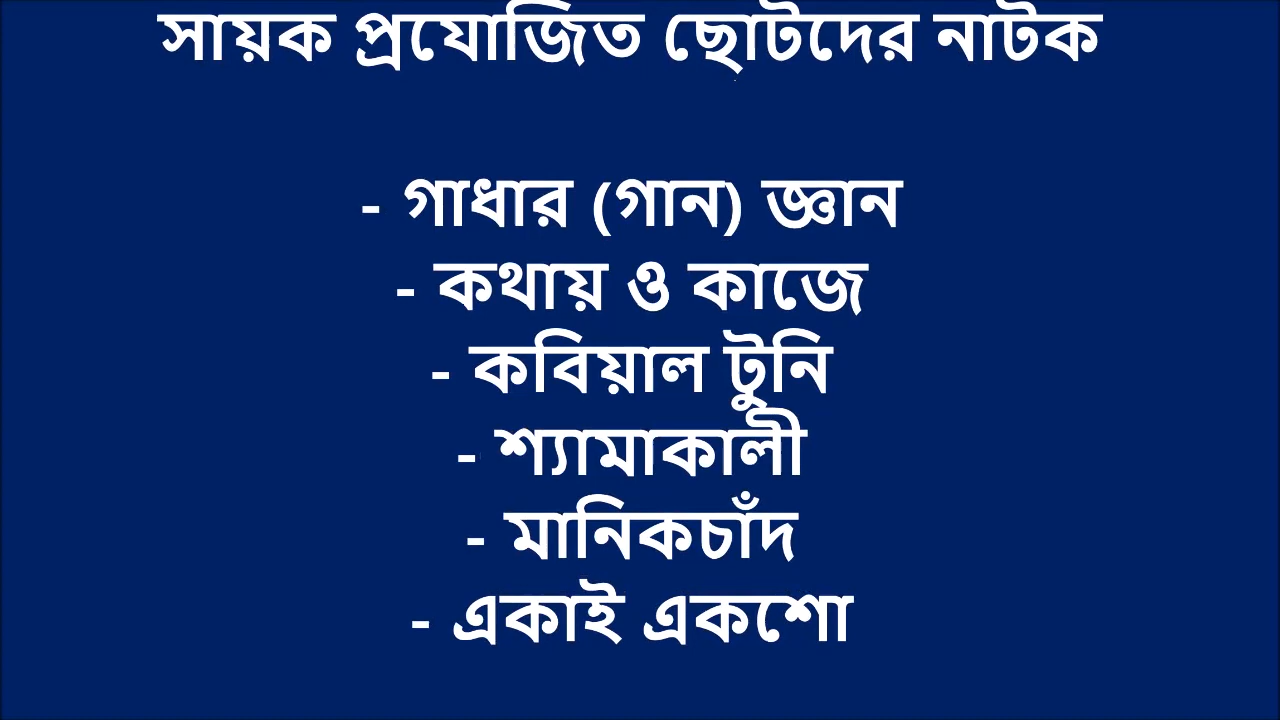 সায়ক প্রযোজিত ছোটদের নাটক
- গাধার (গান) জ্ঞান
- কথায় ও কাজে
- কবিয়াল টুনি
- শ্যামাকালী
- মানিকচাঁদ
- একাই একশো